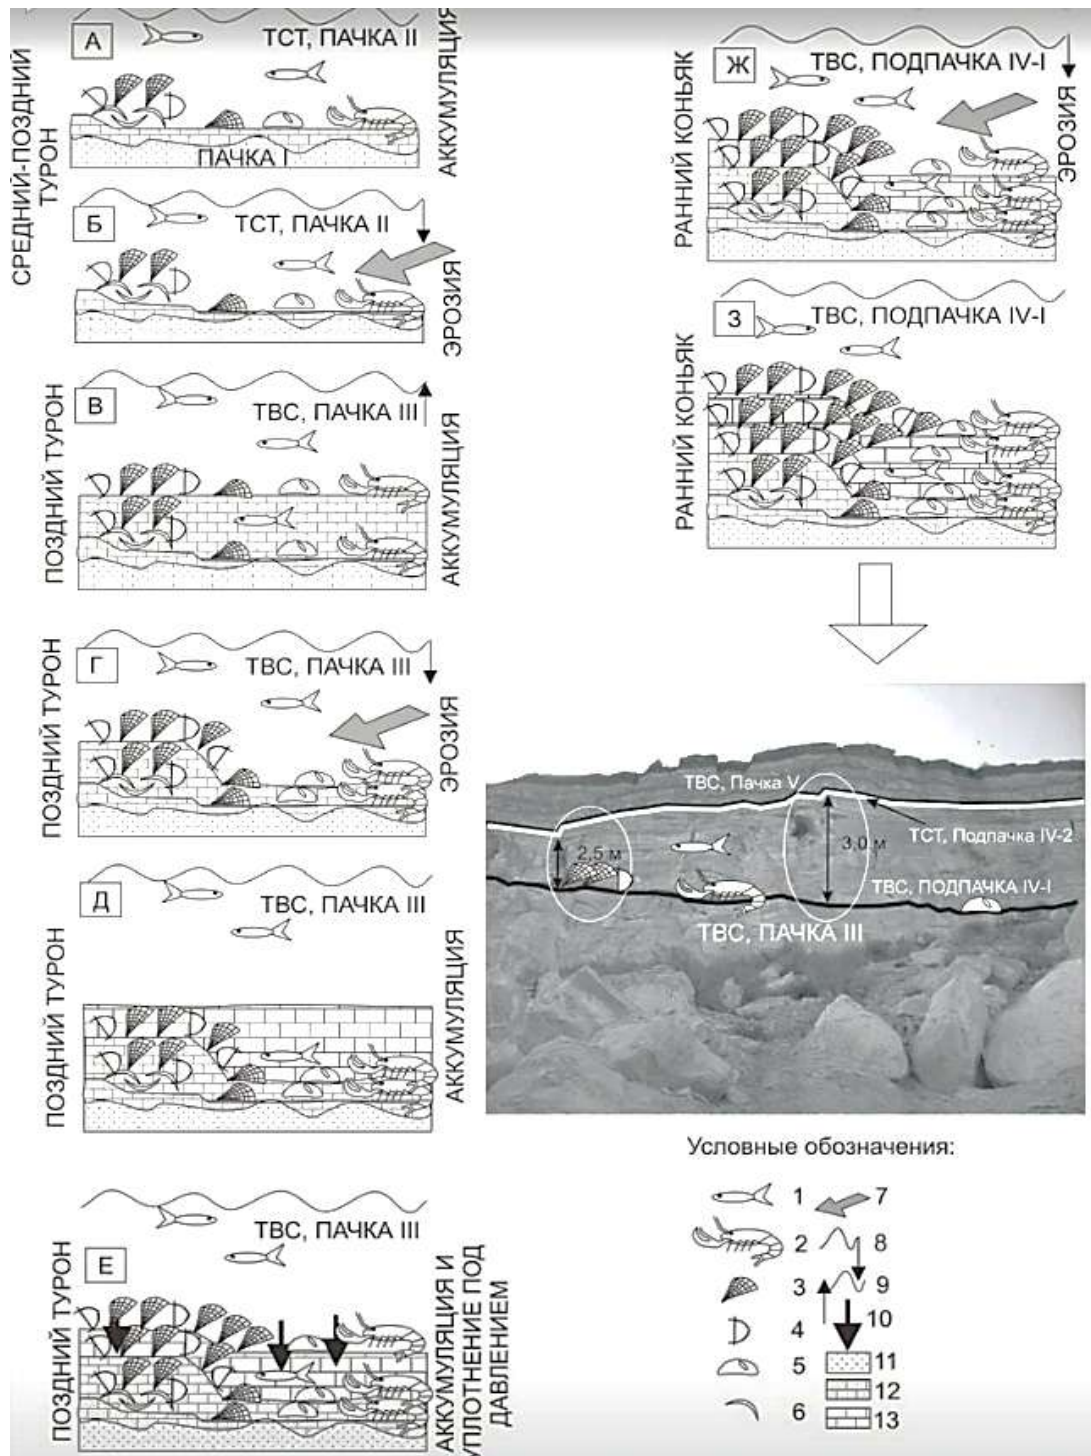 А
ТСТ, ПАЧКА II
ПАЧКА I
СРЕДНИЙ-ПОЗДНИЙ
ТУРОН
АККУМУЛЯЦИЯ
Б
ТСТ, ПАЧКА II
ЭРОЗИЯ
В
ТВС, ПАЧКА III
ПОЗДНИЙ ТУРОН
АККУМУЛЯЦИЯ
Г
ТВС, ПАЧКА III
ПОЗДНИЙ ТУРОН
ЭРОЗИЯ
Д
ТВС, ПАЧКА III
ПОЗДНИЙ ТУРОН
АККУМУЛЯЦИЯ
Е
ТВС, ПАЧКА III
ПОЗДНИЙ ТУРОН
АККУМУЛЯЦИЯ И
УПЛОТНЕНИЕ ПОД
ДАВЛЕНИЕМ
Ж
ТВС, ПОДПАЧКА IV-I
РАННИЙ КОНЬЯК
ЭРОЗИЯ
З
ТВС, ПОДПАЧКА IV-I
РАННИЙ КОНЬЯК
ТВС, Пачка V
ТСТ, Подпачка IV-2
2,5 м
3,0 м
ТВС, ПОДПАЧКА IV-I
ТВС, ПАЧКА III
Условные обозначения:
1 7
2 8
3 9
4 10
5 11
6 12
13